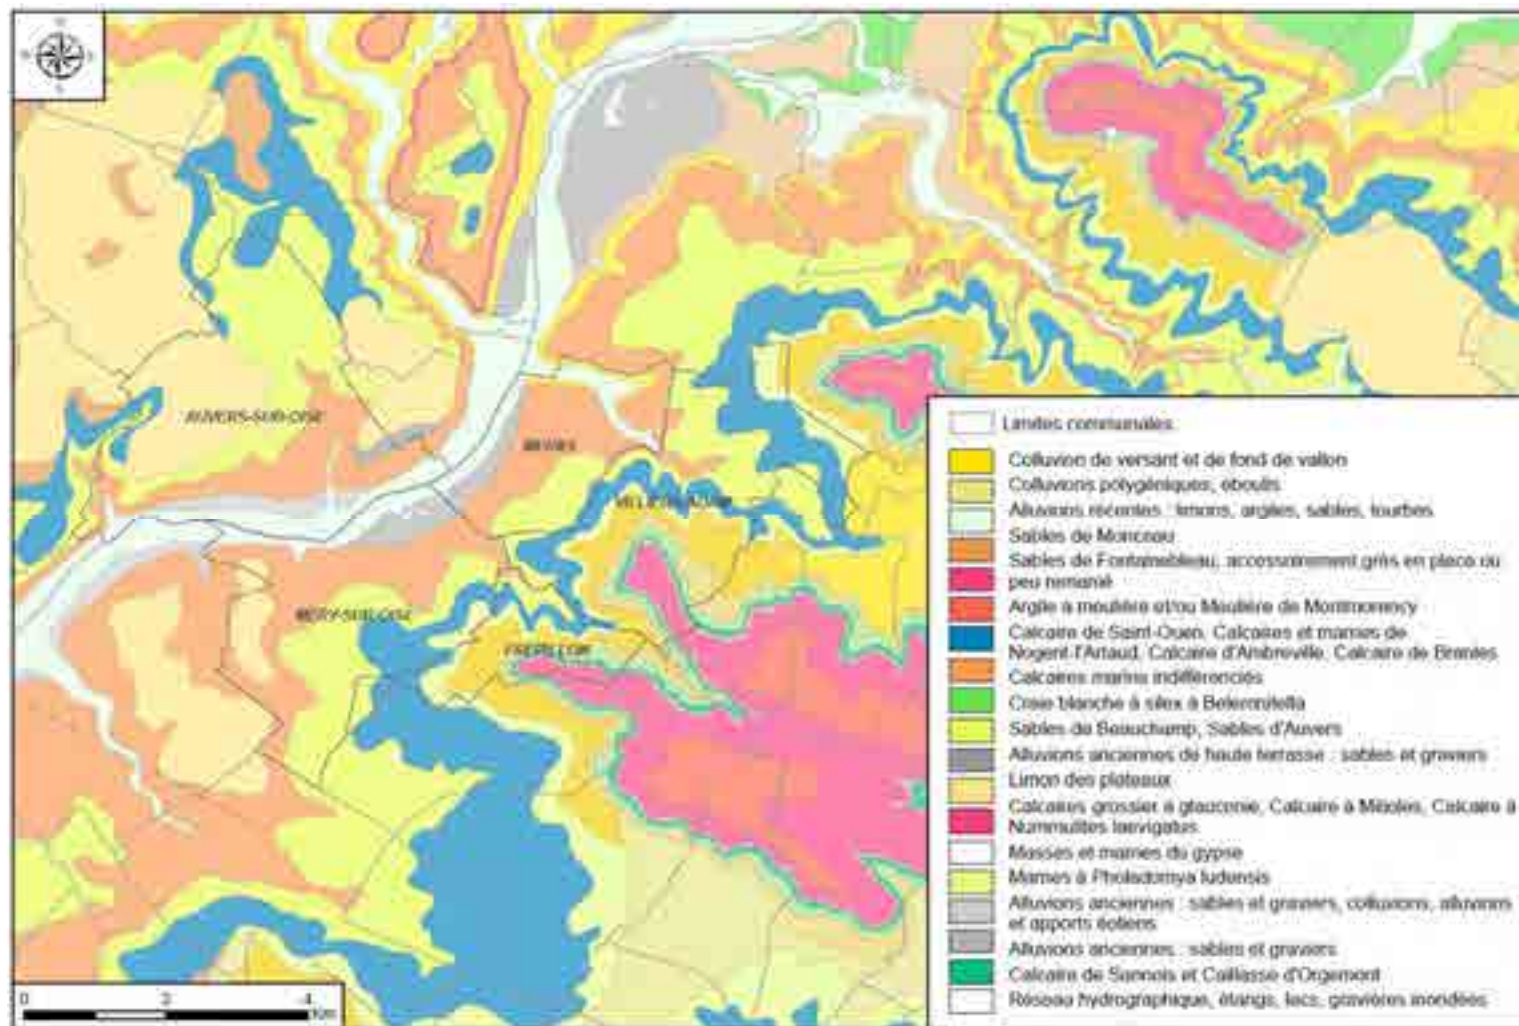 AUVERS-SUR-OISE
MERIEL
VILLIERS-ADAM
MERY-SUR-OISE
FREPILLON
Limites communales
Colluvion de versant et de fond de vallon
Colluvions polygéniques, éboulis
Alluvions récentes : limons, argiles, sables, tourbes
Sables de Monceau
Sables de Fontainebleau, accessoirement grès en place ou
peu remanié
Argile à meulière et/ou Meulière de Montmorency
Calcaire de Saint-Ouen, Calcaires et marnes de
Nogent-l'Artaud, Calcaire d'Ambreville, Calcaire de Branles
Calcaires marins indifférenciés
Craie blanche à silex à Belemnitella
Sables de Beauchamp, Sables d'Auvers
Alluvions anciennes de haute terrasse : sables et graviers
Limon des plateaux
Calcaires grossier à glauconie, Calcaire à Milioles, Calcaire à
Nummulites laevigatus
Masses et marnes du gypse
Marnes à Pholadomya ludensis
Alluvions anciennes : sables et graviers, colluvions, alluvions
et apports éoliens
Alluvions anciennes : sables et graviers
Calcaire de Sannois et Caillasse d'Orgemont
Réseau hydrographique, étangs, lacs, gravières inondées
0 2 4
Km